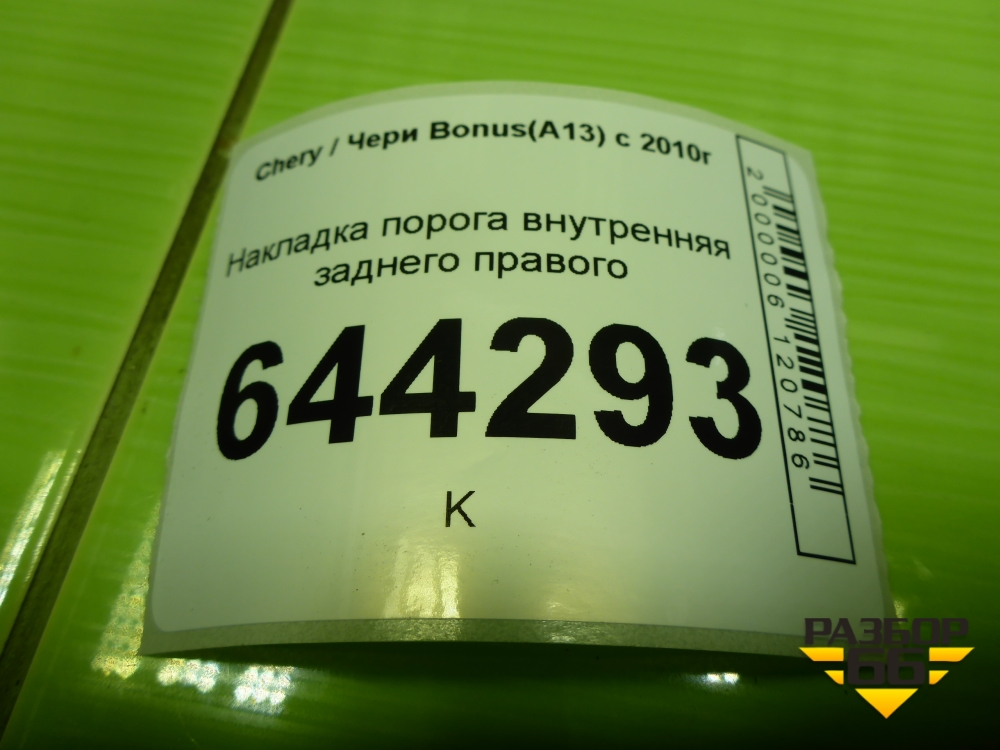 Chery / Чери Bonus(A13) с 2010г
Накладка порога внутренняя
заднего правого
644293
К
2000006120786
РАЗБОР
66